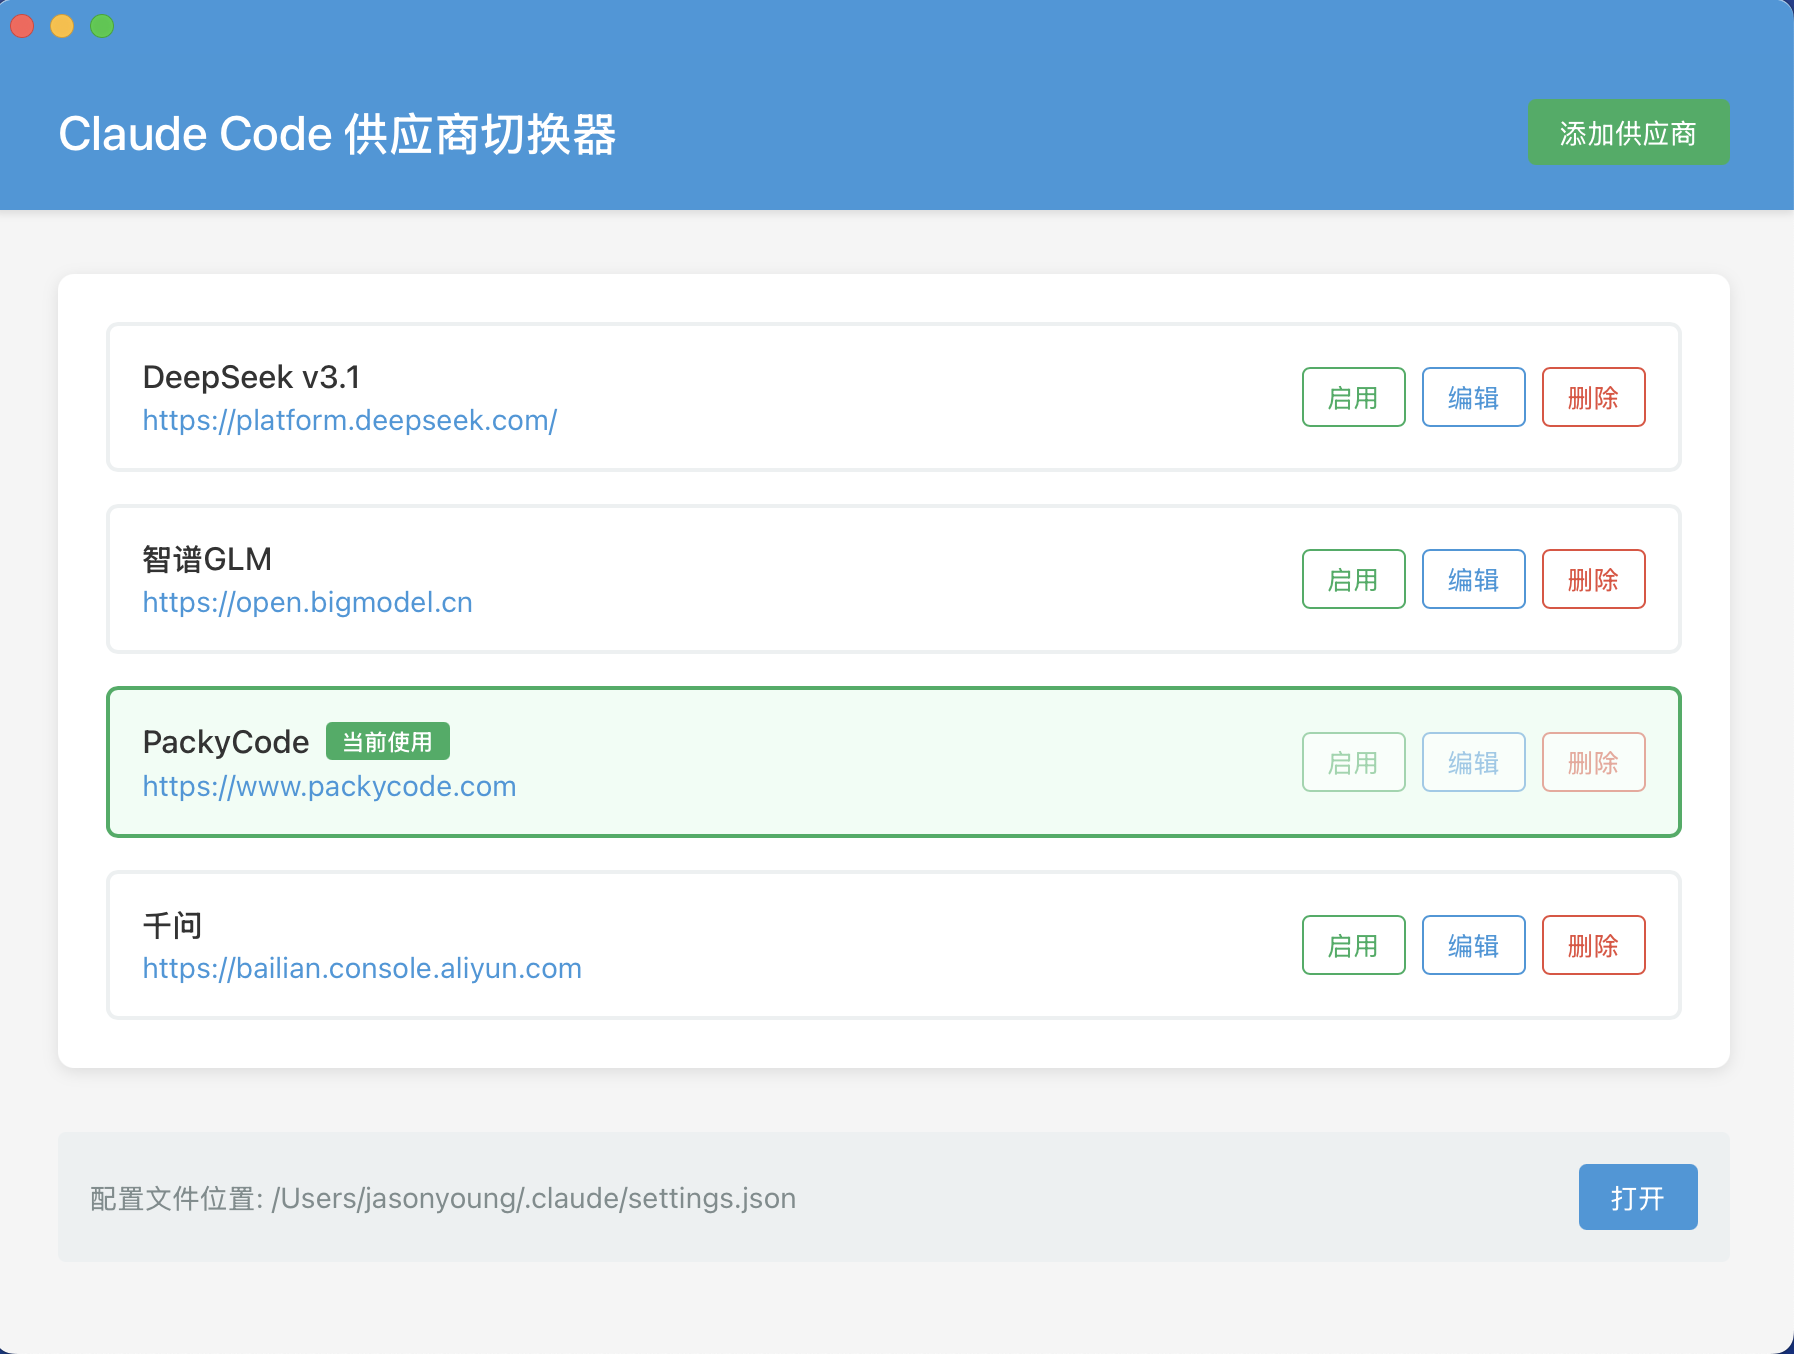 Claude Code 供应商切换器
添加供应商
DeepSeek v3.1
https://platform.deepseek.com/
启用 编辑 删除
智谱GLM
https://open.bigmodel.cn
启用 编辑 删除
PackyCode 当前使用
https://www.packycode.com
启用 编辑 删除
千问
https://bailian.console.aliyun.com
启用 编辑 删除
配置文件位置: /Users/jasonyoung/.claude/settings.json
打开